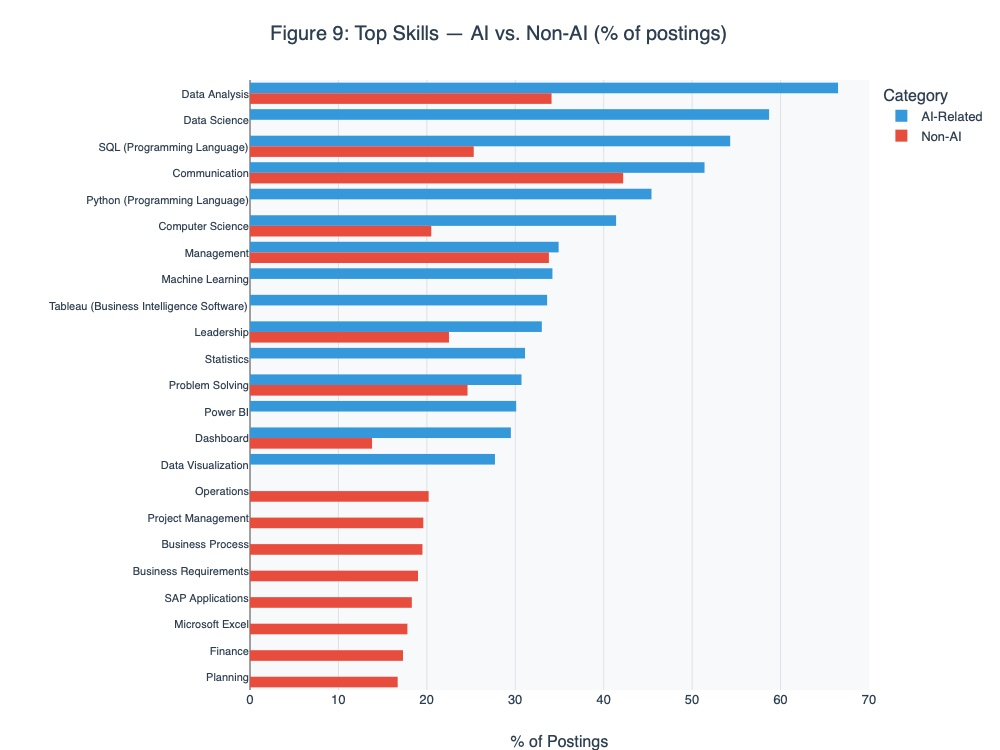 Figure 9: Top Skills — AI vs. Non-AI (% of postings)
Category
AI-Related
Non-AI
Data Analysis
Data Science
SQL (Programming Language)
Communication
Python (Programming Language)
Computer Science
Management
Machine Learning
Tableau (Business Intelligence Software)
Leadership
Statistics
Problem Solving
Power BI
Dashboard
Data Visualization
Operations
Project Management
Business Process
Business Requirements
SAP Applications
Microsoft Excel
Finance
Planning
0 10 20 30 40 50 60 70
% of Postings